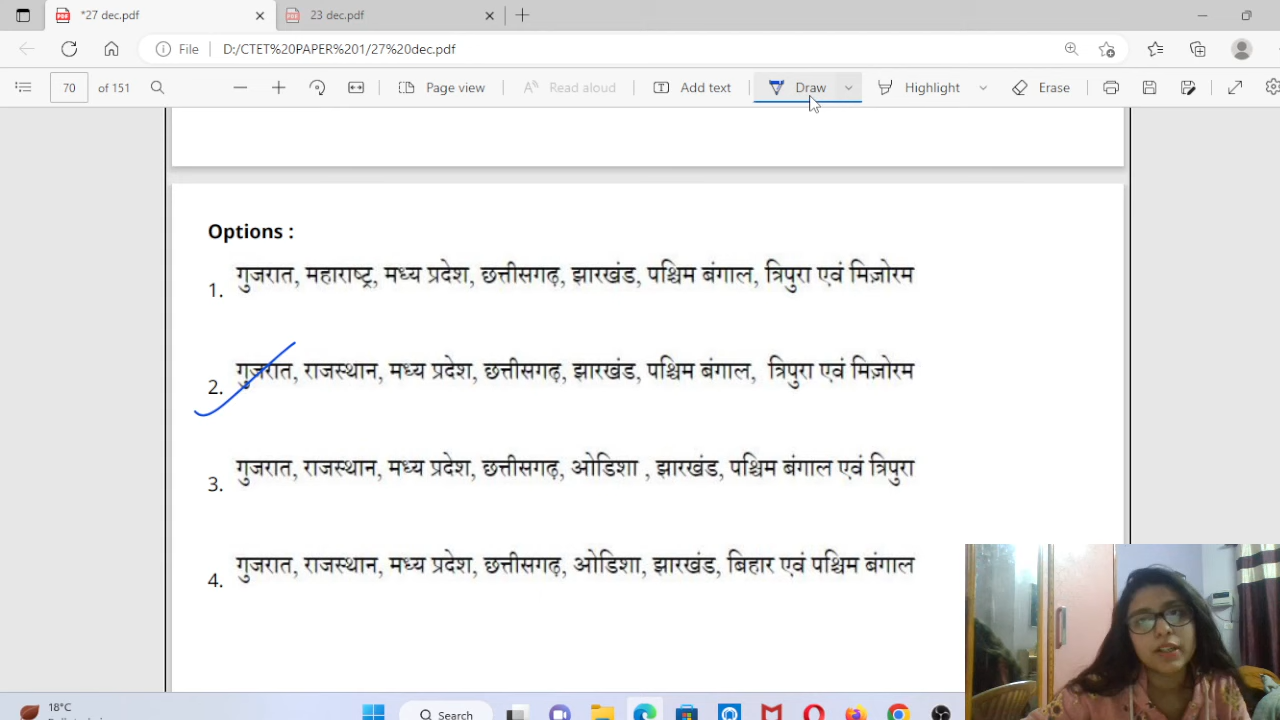 *27 dec.pdf
23 dec.pdf
File
D:/CTET%20PAPER%201/27%20dec.pdf
70 of 151
Page view
Read aloud
Add text
Draw
Highlight
Erase
Options :
1. गुजरात, महाराष्ट्र, मध्य प्रदेश, छत्तीसगढ़, झारखंड, पश्चिम बंगाल, त्रिपुरा एवं मिज़ोरम
2. गुजरात, राजस्थान, मध्य प्रदेश, छत्तीसगढ़, झारखंड, पश्चिम बंगाल, त्रिपुरा एवं मिज़ोरम
3. गुजरात, राजस्थान, मध्य प्रदेश, छत्तीसगढ़, ओडिशा , झारखंड, पश्चिम बंगाल एवं त्रिपुरा
4. गुजरात, राजस्थान, मध्य प्रदेश, छत्तीसगढ़, ओडिशा, झारखंड, बिहार एवं पश्चिम बंगाल
18°C
Search